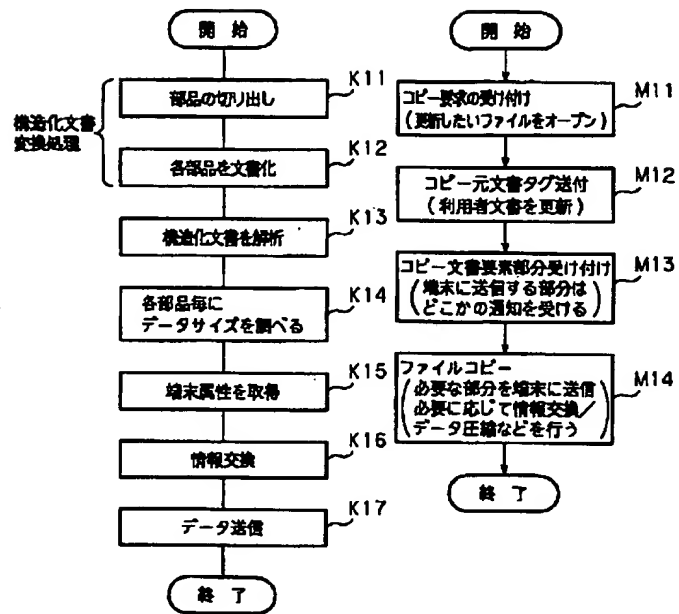 開始
K11
部品の切り出し
構造化文書
変換処理
K12
各部品を文書化
K13
構造化文書を解析
K14
各部品毎に
データサイズを調べる
K15
端末属性を取得
K16
情報交換
K17
データ送信
終了
開始
M11
コピー要求の受け付け
(更新したいファイルをオープン)
M12
コピー元文書タグ送付
(利用者文書を更新)
M13
コピー文書要素部分受け付け
(端末に送信する部分は
どこかの通知を受ける)
M14
ファイルコピー
(必要な部分を端末に送信
必要に応じて情報交換/
データ圧縮などを行う)
終了